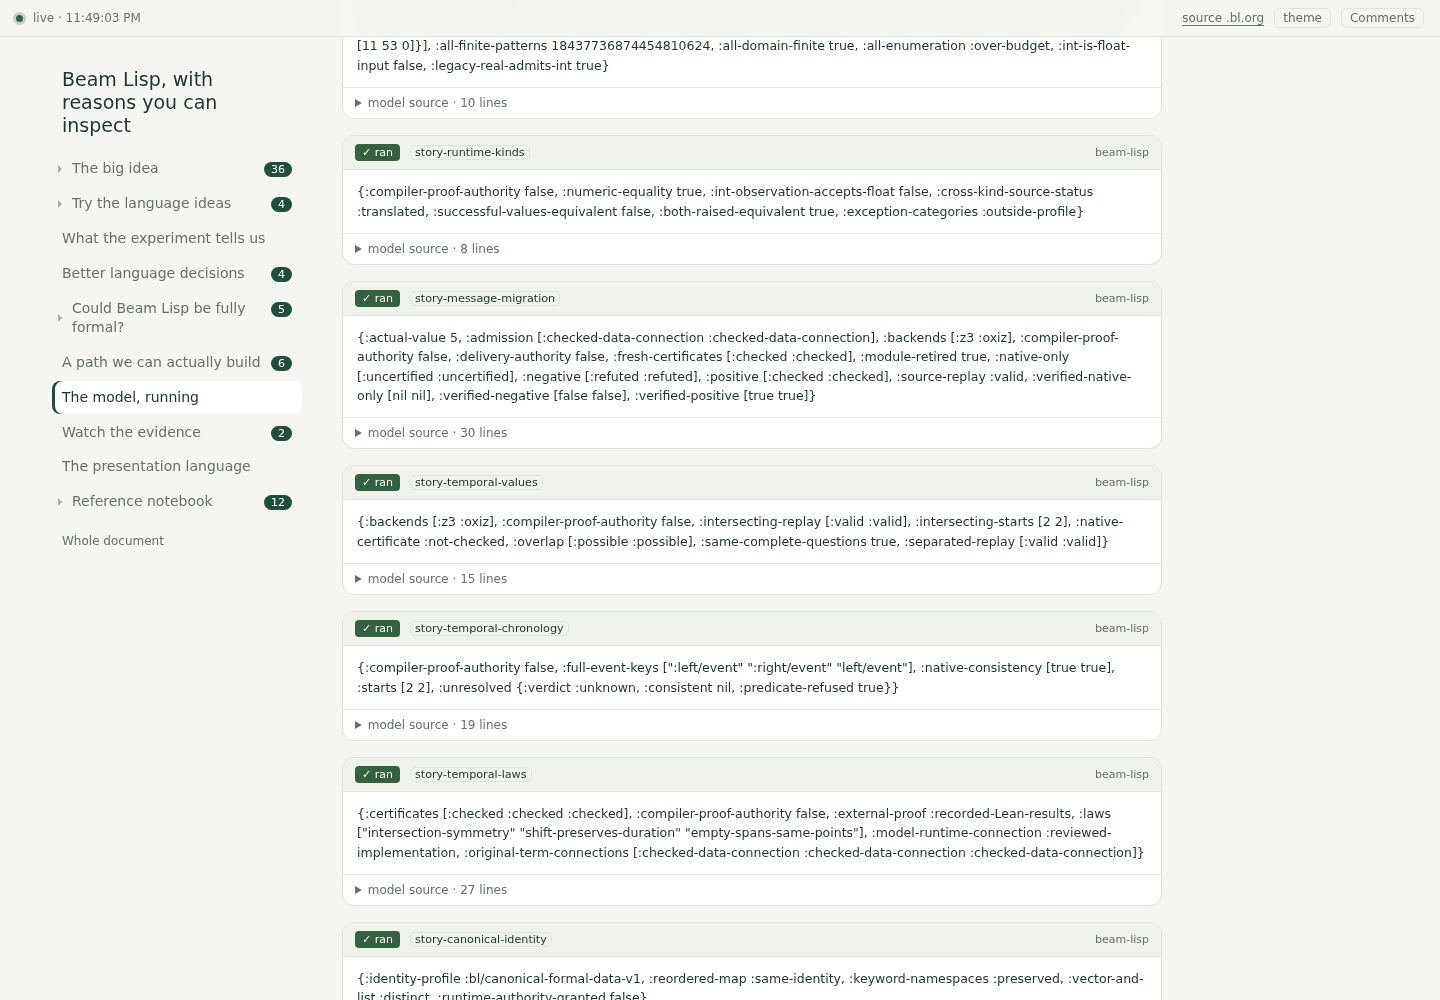 live · 11:49:03 PM
source .bl.org
theme
Comments
Beam Lisp, with
reasons you can
inspect
The big idea 36
Try the language ideas 4
What the experiment tells us
Better language decisions 4
Could Beam Lisp be fully
formal? 5
A path we can actually build 6
The model, running
Watch the evidence 2
The presentation language
Reference notebook 12
Whole document
[11 53 0]}], :all-finite-patterns 18437736874454810624, :all-domain-finite true, :all-enumeration :over-budget, :int-is-float-
input false, :legacy-real-admits-int true}
model source · 10 lines
✓ ran story-runtime-kinds beam-lisp
{:compiler-proof-authority false, :numeric-equality true, :int-observation-accepts-float false, :cross-kind-source-status
:translated, :successful-values-equivalent false, :both-raised-equivalent true, :exception-categories :outside-profile}
model source · 8 lines
✓ ran story-message-migration beam-lisp
{:actual-value 5, :admission [:checked-data-connection :checked-data-connection], :backends [:z3 :oxiz], :compiler-proof-
authority false, :delivery-authority false, :fresh-certificates [:checked :checked], :module-retired true, :native-only
[:uncertified :uncertified], :negative [:refuted :refuted], :positive [:checked :checked], :source-replay :valid, :verified-native-
only [nil nil], :verified-negative [false false], :verified-positive [true true]}
model source · 30 lines
✓ ran story-temporal-values beam-lisp
{:backends [:z3 :oxiz], :compiler-proof-authority false, :intersecting-replay [:valid :valid], :intersecting-starts [2 2], :native-
certificate :not-checked, :overlap [:possible :possible], :same-complete-questions true, :separated-replay [:valid :valid]}
model source · 15 lines
✓ ran story-temporal-chronology beam-lisp
{:compiler-proof-authority false, :full-event-keys [":left/event" ":right/event" "left/event"], :native-consistency [true true],
:starts [2 2], :unresolved {:verdict :unknown, :consistent nil, :predicate-refused true}}
model source · 19 lines
✓ ran story-temporal-laws beam-lisp
{:certificates [:checked :checked :checked], :compiler-proof-authority false, :external-proof :recorded-Lean-results, :laws
["intersection-symmetry" "shift-preserves-duration" "empty-spans-same-points"], :model-runtime-connection :reviewed-
implementation, :original-term-connections [:checked-data-connection :checked-data-connection :checked-data-connection]}
model source · 27 lines
✓ ran story-canonical-identity beam-lisp
{:identity-profile :bl/canonical-formal-data-v1, :reordered-map :same-identity, :keyword-namespaces :preserved, :vector-and-
list :distinct, :runtime-authority-granted false}